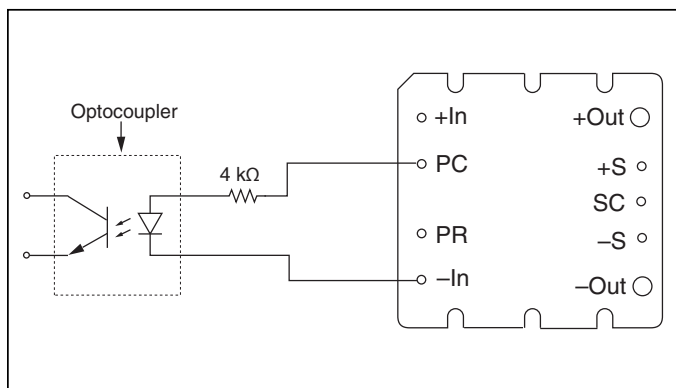 Optocoupler
4 kΩ
+In
PC
PR
–In
+Out
+S
SC
–S
–Out